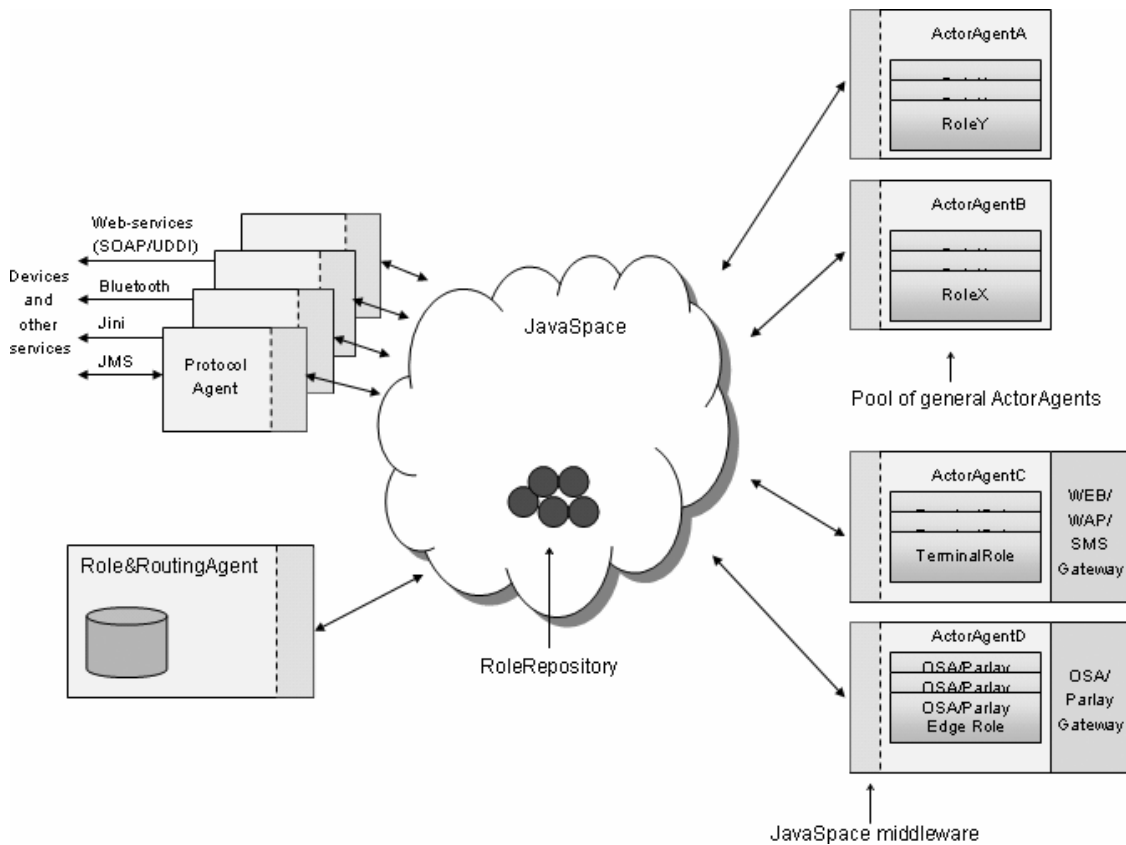 ActorAgentA
RoleY
ActorAgentB
RoleX
Pool of general ActorAgents
Web-services
(SOAP/UDDI)
Devices
and
other
services
Bluetooth
Jini
JMS
Protocol
Agent
JavaSpace
RoleRepository
Role&RoutingAgent
ActorAgentC
TerminalRole
WEB/
WAP/
SMS
Gateway
ActorAgentD
OSA/Parlay
OSA/Parlay
OSA/Parlay
Edge Role
OSA/
Parlay
Gateway
JavaSpace middleware